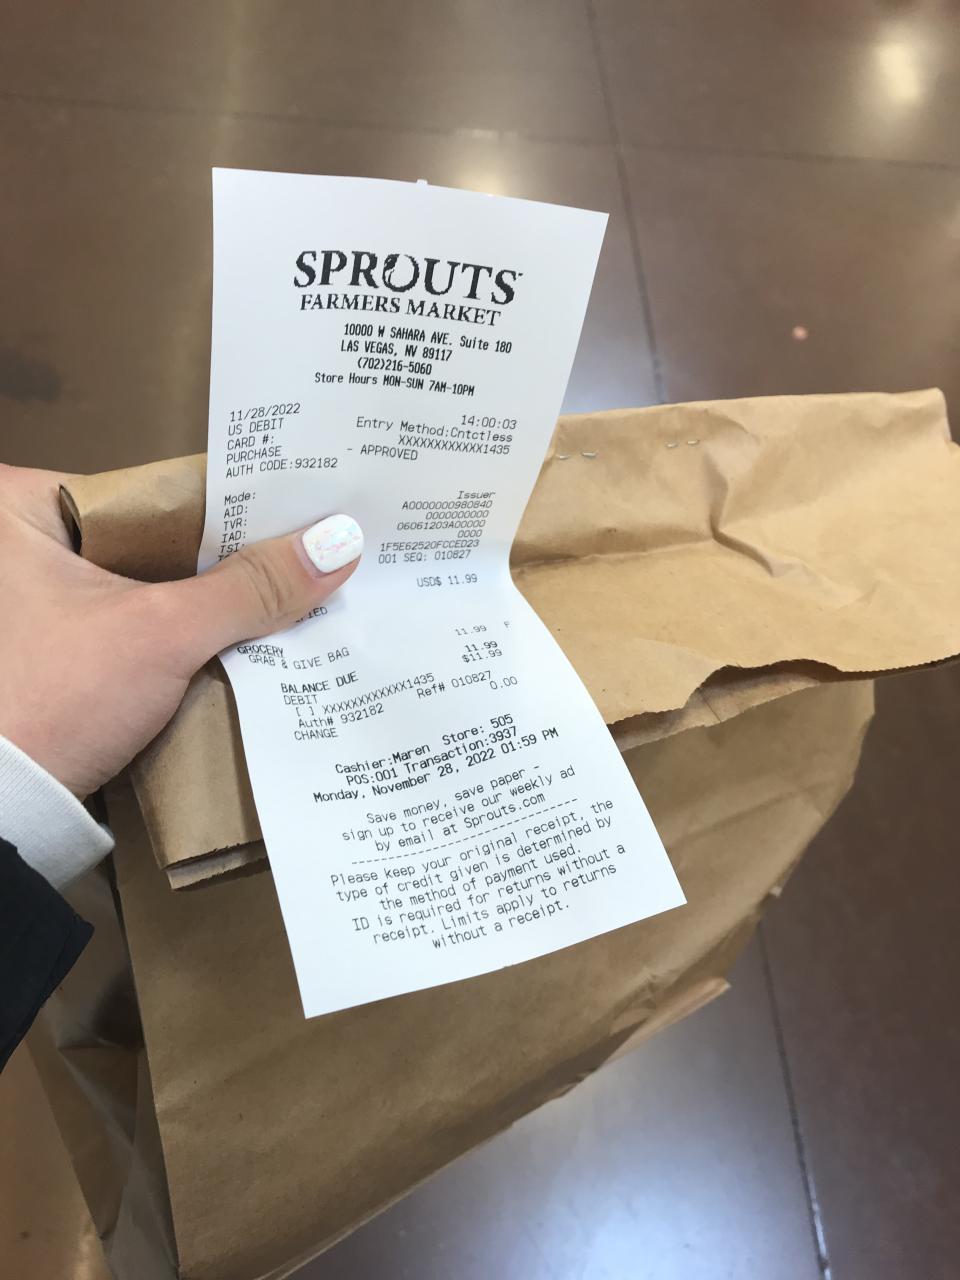 SPROUTS
FARMERS MARKET
10000 W SAHARA AVE. Suite 180
LAS VEGAS, NV 89117
(702)216-5060
Store Hours MON-SUN 7AM-10PM
11/28/2022 14:00:03
US DEBIT Entry Method:Cntctless
CARD #: XXXXXXXXXXXX1435
PURCHASE - APPROVED
AUTH CODE:932182
Mode: Issuer
AID: A0000000980840
TVR: 0000000000
IAD: 06061203A00000
TSI: 0000
1F5E62520FCCED23
001 SEQ: 010827
USD$ 11.99
GROCERY
GRAB & GIVE BAG 11.99 F
BALANCE DUE 11.99
DEBIT $11.99
[ ] XXXXXXXXXXXX1435
Auth# 932182 Ref# 010827
CHANGE 0.00
Cashier:Maren Store: 505
POS:001 Transaction:3937
Monday, November 28, 2022 01:59 PM
Save money, save paper -
sign up to receive our weekly ad
by email at Sprouts.com
--------------------------------
Please keep your original receipt, the
type of credit given is determined by
the method of payment used.
ID is required for returns without a
receipt. Limits apply to returns
without a receipt.